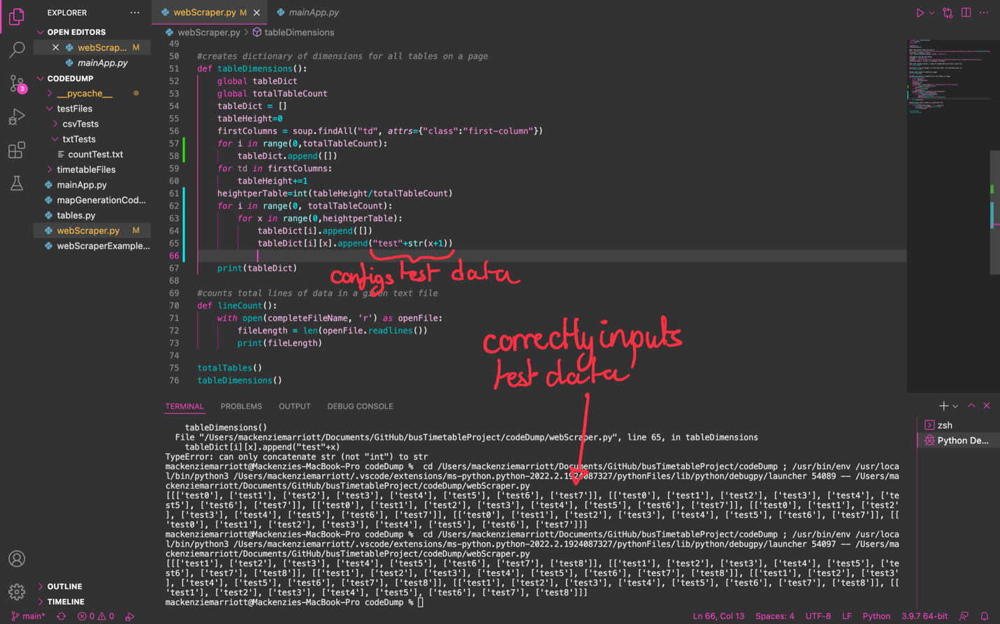 EXPLORER
OPEN EDITORS
webScrap... M
mainApp.py
CODEDUMP
__pycache__
testFiles
csvTests
txtTests
countTest.txt
timetableFiles
mainApp.py
mapGenerationCod...
tables.py
webScraper.py M
webScraperExample...
OUTLINE
TIMELINE
3
webScraper.py M
mainApp.py
webScraper.py > tableDimensions
49
50 #creates dictionary of dimensions for all tables on a page
51 def tableDimensions():
52 global tableDict
53 global totalTableCount
54 tableDict = []
55 tableHeight=0
56 firstColumns = soup.findAll("td", attrs={"class":"first-column"})
57 for i in range(0,totalTableCount):
58 tableDict.append([])
59 for td in firstColumns:
60 tableHeight+=1
61 heightperTable=int(tableHeight/totalTableCount)
62 for i in range(0, totalTableCount):
63 for x in range(0,heightperTable):
64 tableDict[i].append([])
65 tableDict[i][x].append("test"+str(x+1))
66
67 print(tableDict)
configs test data
68
69 #counts total lines of data in a given text file
70 def lineCount():
71 with open(completeFileName, 'r') as openFile:
72 fileLength = len(openFile.readlines())
73 print(fileLength)
74
75 totalTables()
76 tableDimensions()
correctly inputs
test data
TERMINAL PROBLEMS OUTPUT DEBUG CONSOLE
tableDimensions()
File "/Users/mackenziemarriott/Documents/GitHub/busTimetableProject/codeDump/webScraper.py", line 65, in tableDimensions
tableDict[i][x].append("test"+x)
TypeError: can only concatenate str (not "int") to str
mackenziemarriott@Mackenzies-MacBook-Pro codeDump % cd /Users/mackenziemarriott/Documents/GitHub/busTimetableProject/codeDump ; /usr/bin/env /usr/loca
l/bin/python3 /Users/mackenziemarriott/.vscode/extensions/ms-python.python-2022.2.1924087327/pythonFiles/lib/python/debugpy/launcher 54089 -- /Users/ma
ckenziemarriott/Documents/GitHub/busTimetableProject/codeDump/webScraper.py
[[['test0'], ['test1'], ['test2'], ['test3'], ['test4'], ['test5'], ['test6'], ['test7']], [['test0'], ['test1'], ['test2'], ['test3'], ['test4'], ['te
st5'], ['test6'], ['test7']], [['test0'], ['test1'], ['test2'], ['test3'], ['test4'], ['test5'], ['test6'], ['test7']], [['test0'], ['test1'], ['test2'
], ['test3'], ['test4'], ['test5'], ['test6'], ['test7']], [['test0'], ['test1'], ['test2'], ['test3'], ['test4'], ['test5'], ['test6'], ['test7']], [[
'test0'], ['test1'], ['test2'], ['test3'], ['test4'], ['test5'], ['test6'], ['test7']]]
mackenziemarriott@Mackenzies-MacBook-Pro codeDump % cd /Users/mackenziemarriott/Documents/GitHub/busTimetableProject/codeDump ; /usr/bin/env /usr/loca
l/bin/python3 /Users/mackenziemarriott/.vscode/extensions/ms-python.python-2022.2.1924087327/pythonFiles/lib/python/debugpy/launcher 54097 -- /Users/ma
ckenziemarriott/Documents/GitHub/busTimetableProject/codeDump/webScraper.py
[[['test1'], ['test2'], ['test3'], ['test4'], ['test5'], ['test6'], ['test7'], ['test8']], [['test1'], ['test2'], ['test3'], ['test4'], ['test5'], ['te
st6'], ['test7'], ['test8']], [['test1'], ['test2'], ['test3'], ['test4'], ['test5'], ['test6'], ['test7'], ['test8']], [['test1'], ['test2'], ['test3'
], ['test4'], ['test5'], ['test6'], ['test7'], ['test8']], [['test1'], ['test2'], ['test3'], ['test4'], ['test5'], ['test6'], ['test7'], ['test8']], [[
'test1'], ['test2'], ['test3'], ['test4'], ['test5'], ['test6'], ['test7'], ['test8']]]
mackenziemarriott@Mackenzies-MacBook-Pro codeDump %
zsh
Python De...
main* 0 0 Ln 66, Col 13 Spaces: 4 UTF-8 LF Python 3.9.7 64-bit